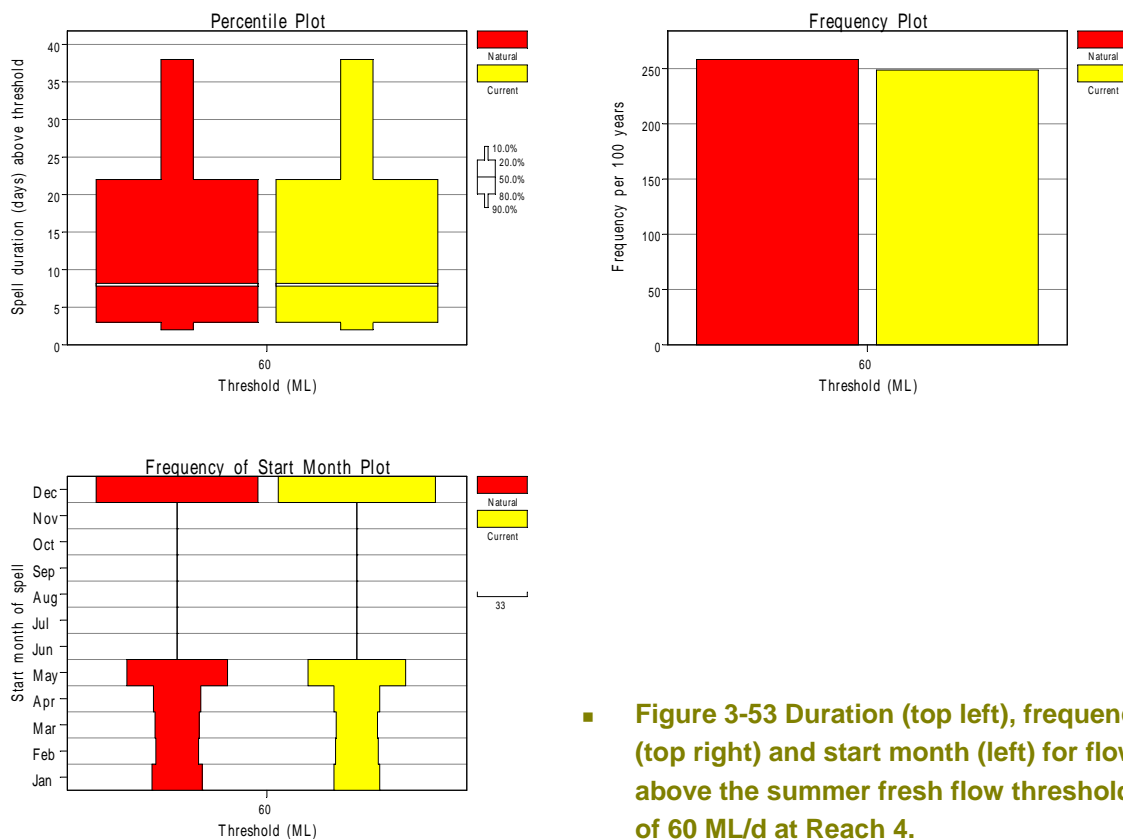 Percentile Plot
Spell duration (days) above threshold
40
35
30
25
20
15
10
5
0
60
Threshold (ML)
Natural
Current
10.0%
20.0%
50.0%
80.0%
90.0%
Frequency Plot
Frequency per 100 years
250
200
150
100
50
0
60
Threshold (ML)
Natural
Current
Frequency of Start Month Plot
Start month of spell
Dec
Nov
Oct
Sep
Aug
Jul
Jun
May
Apr
Mar
Feb
Jan
60
Threshold (ML)
Natural
Current
33
▪ Figure 3-53 Duration (top left), frequenc
(top right) and start month (left) for flow
above the summer fresh flow threshold
of 60 ML/d at Reach 4.